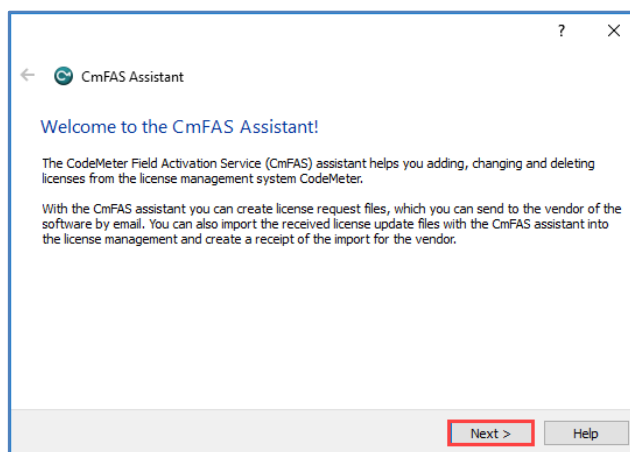 ?
CmFAS Assistant
Welcome to the CmFAS Assistant!
The CodeMeter Field Activation Service (CmFAS) assistant helps you adding, changing and deleting
licenses from the license management system CodeMeter.
With the CmFAS assistant you can create license request files, which you can send to the vendor of the
software by email. You can also import the received license update files with the CmFAS assistant into
the license management and create a receipt of the import for the vendor.
Next > Help